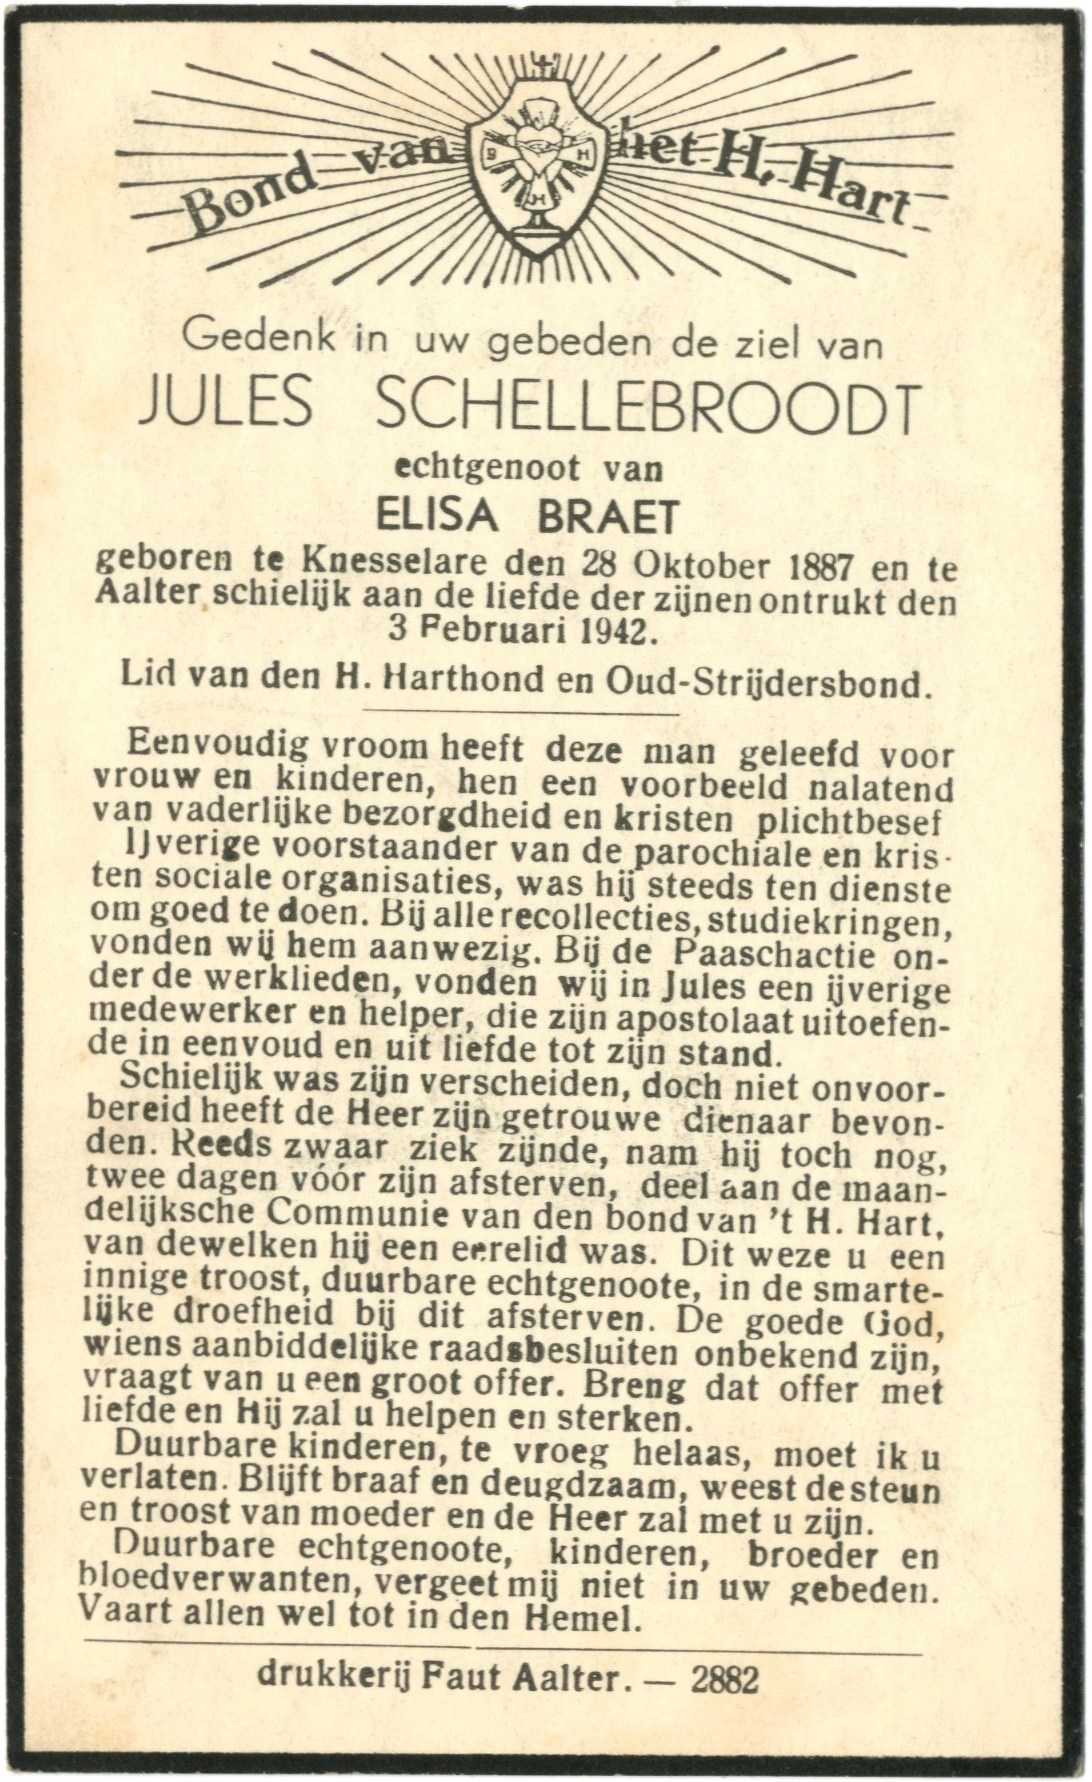 Bond van het H. Hart
B H
H
Gedenk in uw gebeden de ziel van
JULES SCHELLEBROODT
echtgenoot van
ELISA BRAET
geboren te Knesselare den 28 Oktober 1887 en te
Aalter schielijk aan de liefde der zijnen ontrukt den
3 Februari 1942.
Lid van den H. Harthond en Oud-Strijdersbond.
Eenvoudig vroom heeft deze man geleefd voor
vrouw en kinderen, hen een voorbeeld nalatend
van vaderlijke bezorgdheid en kristen plichtbesef
IJverige voorstaander van de parochiale en kris-
ten sociale organisaties, was hij steeds ten dienste
om goed te doen. Bij alle recollecties, studiekringen,
vonden wij hem aanwezig. Bij de Paaschactie on-
der de werklieden, vonden wij in Jules een ijverige
medewerker en helper, die zijn apostolaat uitoefen-
de in eenvoud en uit liefde tot zijn stand.
Schielijk was zijn verscheiden, doch niet onvoor-
bereid heeft de Heer zijn getrouwe dienaar bevon-
den. Reeds zwaar ziek zijnde, nam hij toch nog,
twee dagen vóór zijn afsterven, deel aan de maan-
delijksche Communie van den bond van 't H. Hart,
van dewelken hij een eerelid was. Dit weze u een
innige troost, duurbare echtgenoote, in de smarte-
lijke droefheid bij dit afsterven. De goede God,
wiens aanbiddelijke raadsbesluiten onbekend zijn,
vraagt van u een groot offer. Breng dat offer met
liefde en Hij zal u helpen en sterken.
Duurbare kinderen, te vroeg helaas, moet ik u
verlaten. Blijft braaf en deugdzaam, weest de steun
en troost van moeder en de Heer zal met u zijn.
Duurbare echtgenoote, kinderen, broeder en
bloedverwanten, vergeet mij niet in uw gebeden.
Vaart allen wel tot in den Hemel.
drukkerij Faut Aalter. — 2882